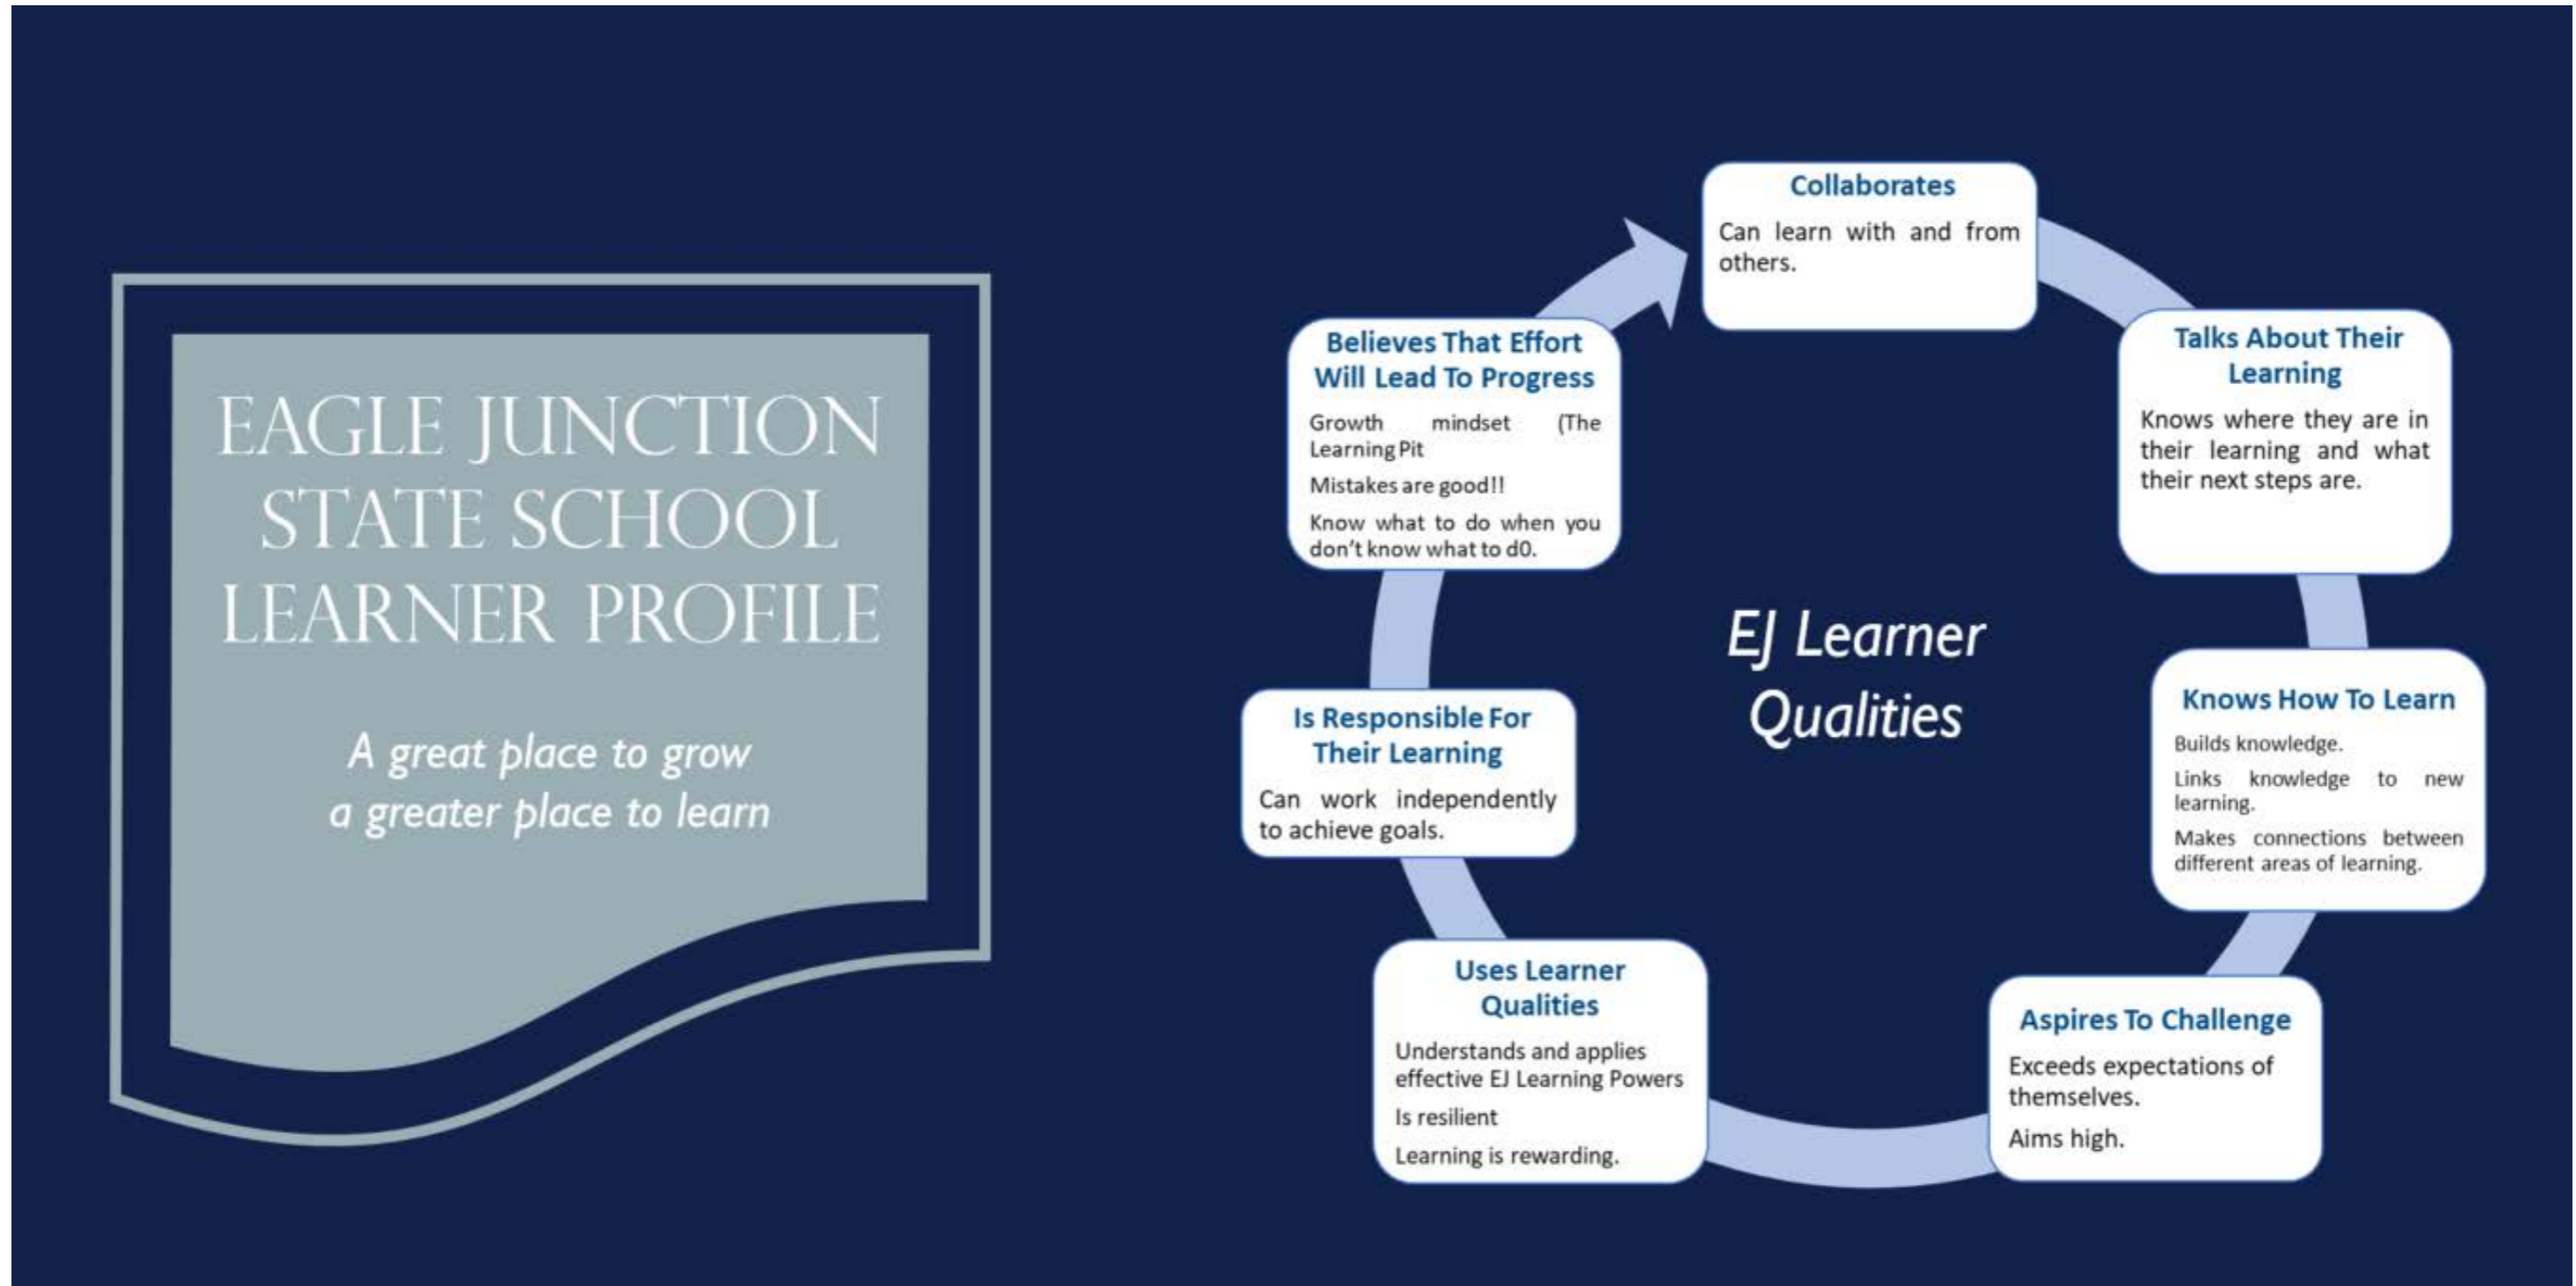 EAGLE JUNCTION
STATE SCHOOL
LEARNER PROFILE
A great place to grow
a greater place to learn
EJ Learner
Qualities
Collaborates
Can learn with and from
others.
Talks About Their
Learning
Knows where they are in
their learning and what
their next steps are.
Knows How To Learn
Builds knowledge.
Links knowledge to new
learning.
Makes connections between
different areas of learning.
Aspires To Challenge
Exceeds expectations of
themselves.
Aims high.
Uses Learner
Qualities
Understands and applies
effective EJ Learning Powers
Is resilient
Learning is rewarding.
Is Responsible For
Their Learning
Can work independently
to achieve goals.
Believes That Effort
Will Lead To Progress
Growth mindset (The
Learning Pit
Mistakes are good!!
Know what to do when you
don't know what to d0.